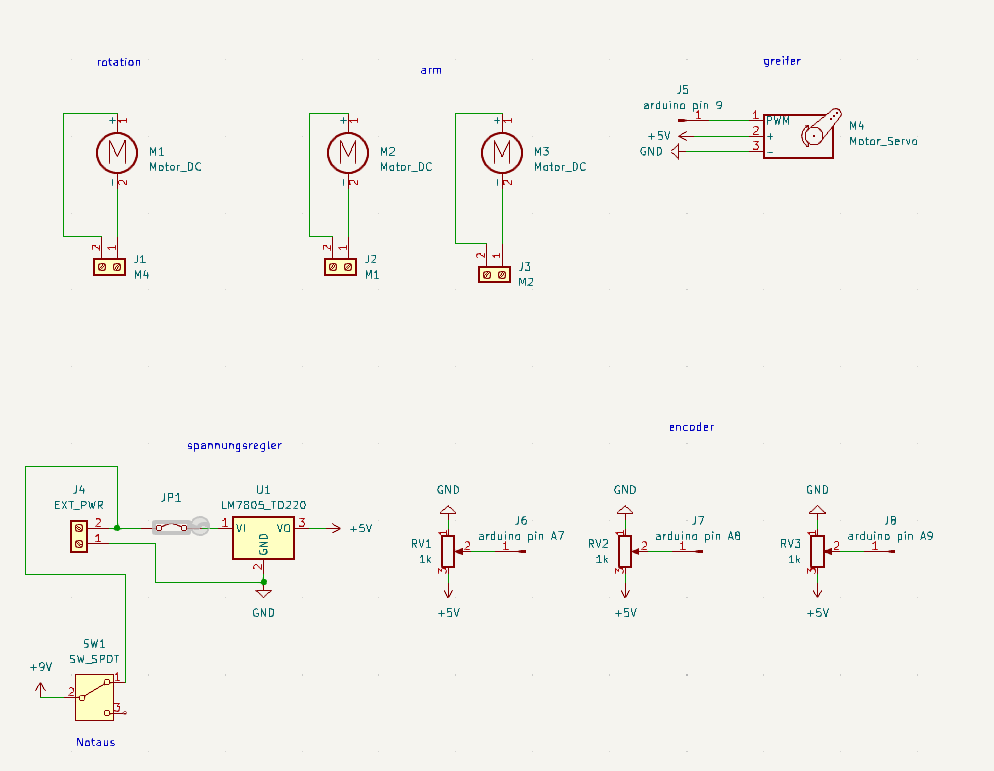 rotation
arm
greifer
+ 1
M1
Motor_DC
- 2
2 1
J1
M4
+ 1
M2
Motor_DC
- 2
2 1
J2
M1
+ 1
M3
Motor_DC
- 2
2 1
J3
M2
J5
arduino pin 9
1
+5V
GND
1 PWM
2 +
3 -
M4
Motor_Servo
spannungsregler
J4
EXT_PWR
2
1
JP1
U1
LM7805_TO220
1 VI VO 3
GND
2
+5V
GND
SW1
SW_SPDT
+9V
2
1
3
Notaus
encoder
GND
1
RV1
1k
2
3
J6
arduino pin A7
1
+5V
GND
1
RV2
1k
2
3
J7
arduino pin A8
1
+5V
GND
1
RV3
1k
2
3
J8
arduino pin A9
1
+5V